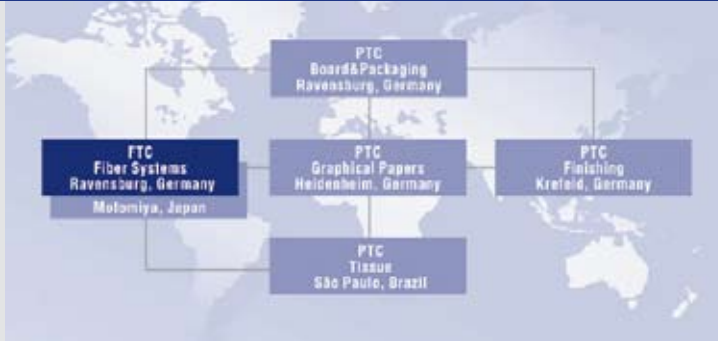 PTC
Board&Packaging
Ravensburg, Germany
FTC
Fiber Systems
Ravensburg, Germany
Motomiya, Japan
PTC
Graphical Papers
Heidenheim, Germany
PTC
Finishing
Krefeld, Germany
PTC
Tissue
São Paulo, Brazil